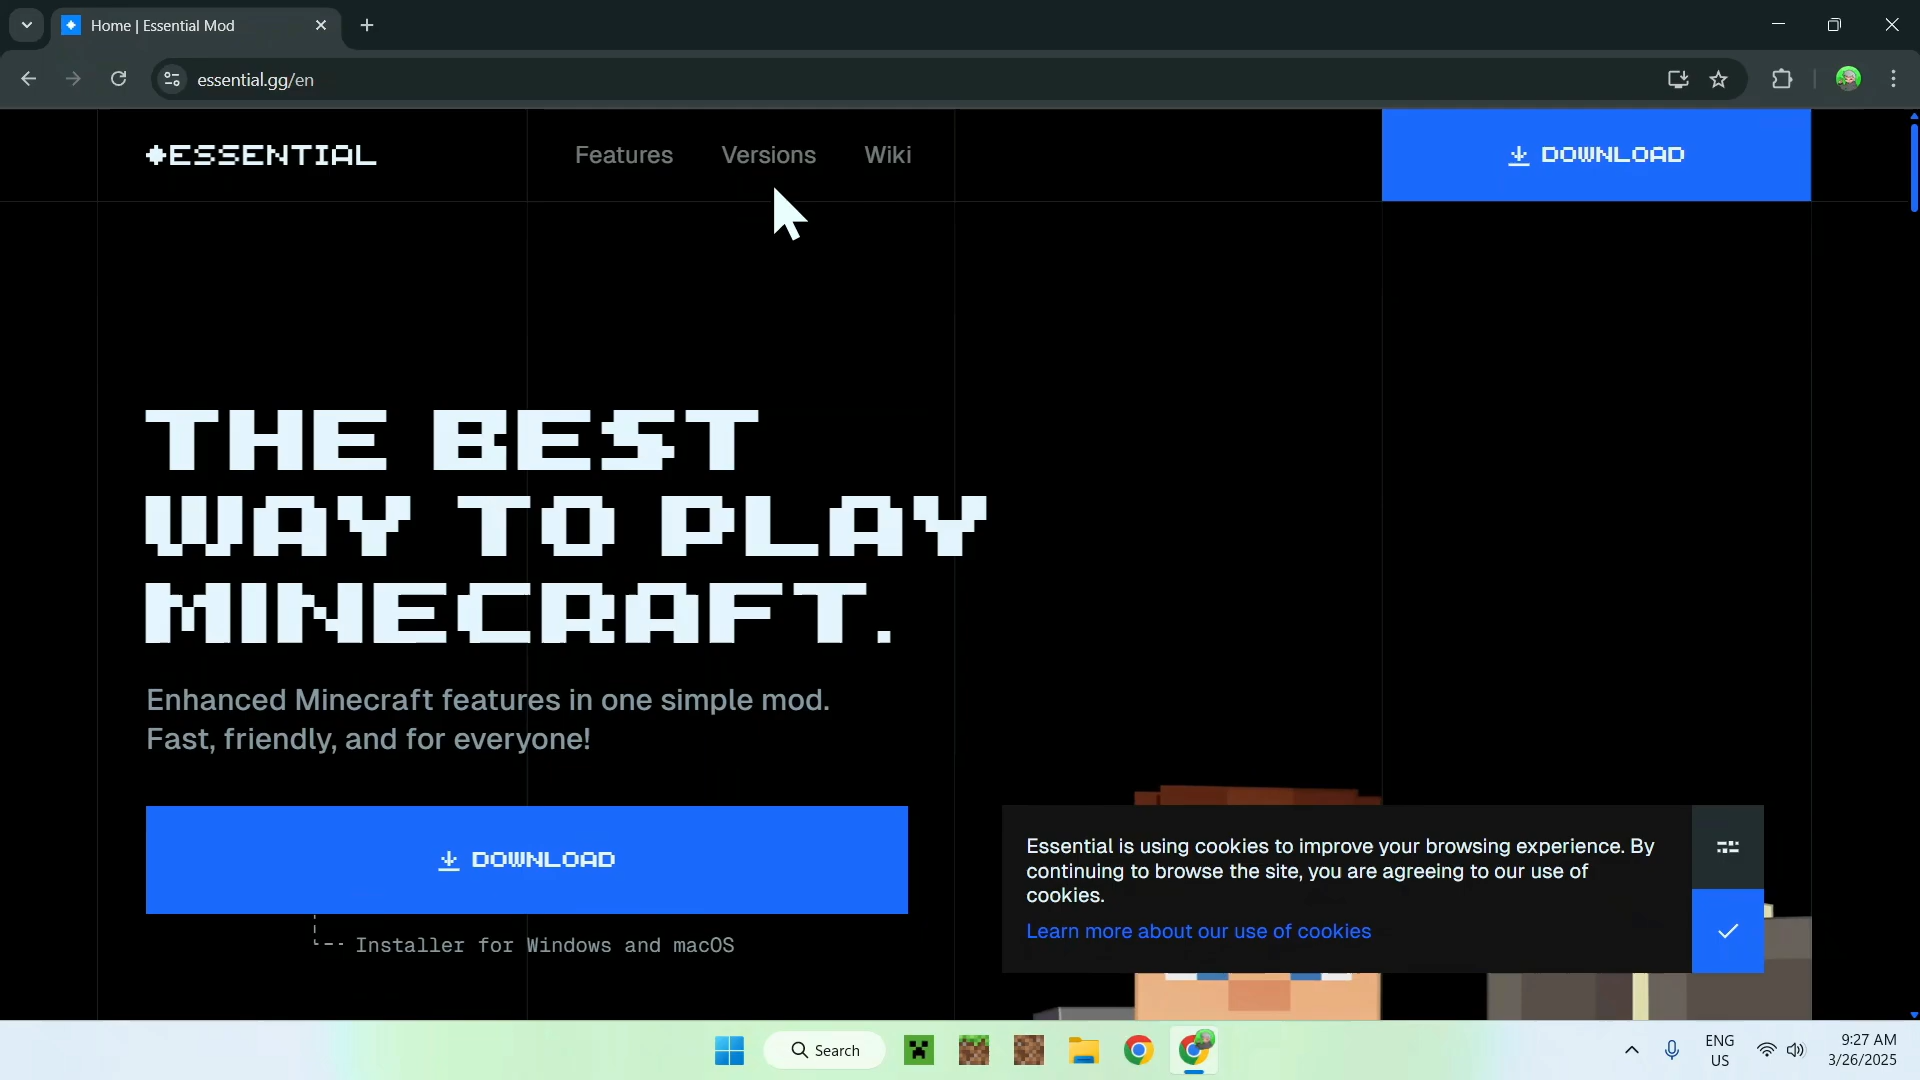 Home | Essential Mod
essential.gg/en
ESSENTIAL
Features
Versions
Wiki
DOWNLOAD
THE BEST
WAY TO PLAY
MINECRAFT.
Enhanced Minecraft features in one simple mod.
Fast, friendly, and for everyone!
DOWNLOAD
Installer for Windows and macOS
Essential is using cookies to improve your browsing experience. By
continuing to browse the site, you are agreeing to our use of
cookies.
Learn more about our use of cookies
Search
ENG
US
9:27 AM
3/26/2025